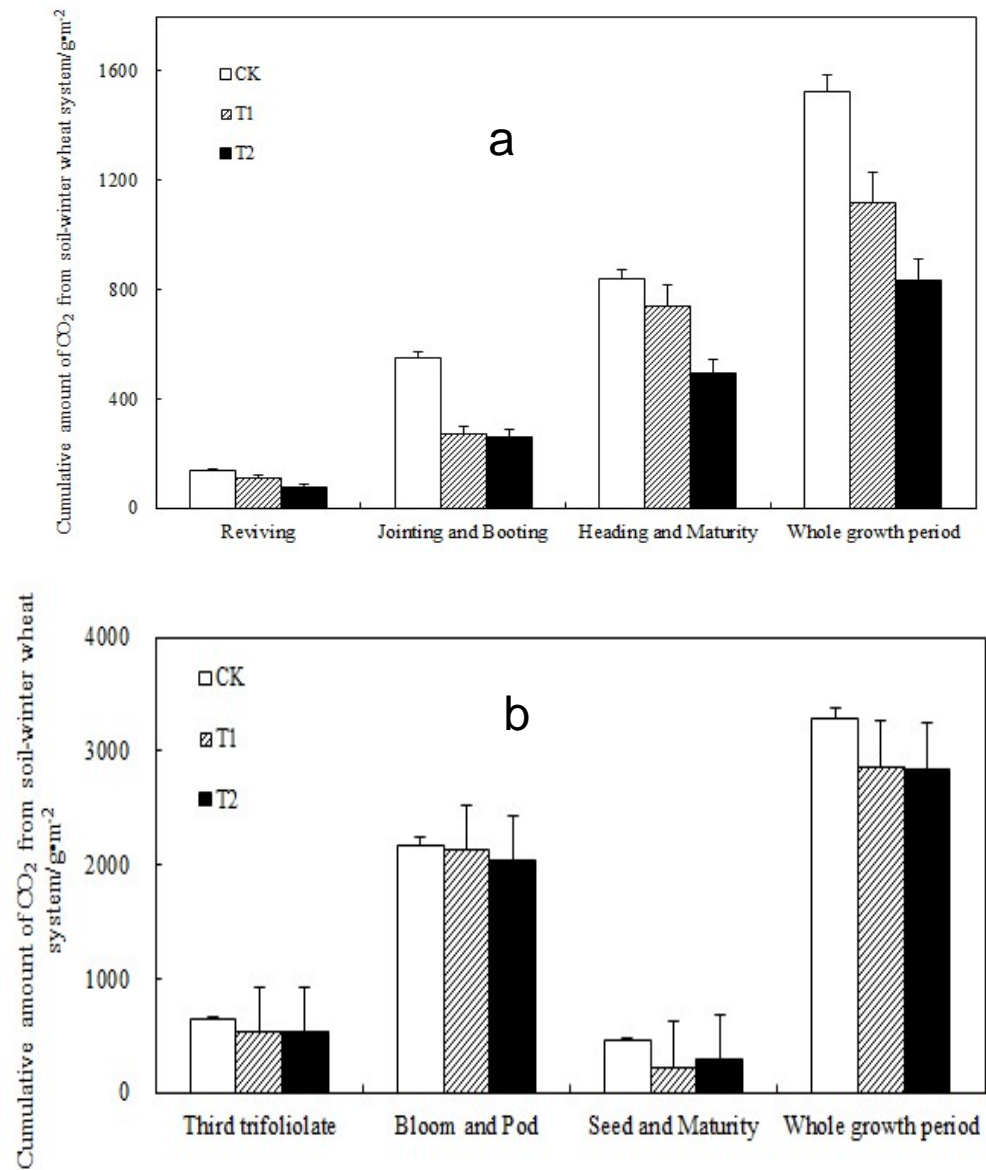 Cumulative amount of CO₂ from soil-winter wheat system/g•m⁻²
1600
1200
800
400
0
CK
T1
T2
a
Reviving
Jointing and Booting
Heading and Maturity
Whole growth period
Cumulative amount of CO₂ from soil-winter wheat
system/g•m⁻²
4000
3000
2000
1000
0
CK
T1
T2
b
Third trifoliolate
Bloom and Pod
Seed and Maturity
Whole growth period